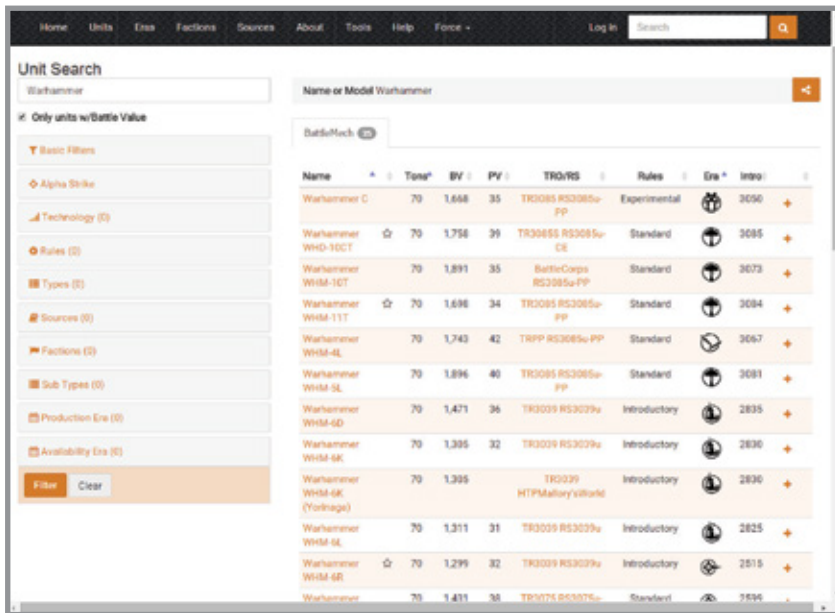 Home Units Eras Factions Sources About Tools Help Force Log In Search
Unit Search
Warhammer
Name or Model Warhammer
Only units w/Battle Value
BattleMech 35
Basic Filters
Alpha Strike
Technology (0)
Rules (0)
Types (0)
Sources (0)
Factions (0)
Sub Types (0)
Production Era (0)
Availability Era (0)
Filter Clear
Name Tons BV PV TRO/RS Rules Era Intro
Warhammer C 70 1,668 35 TR3085 RS3085u-PP Experimental 3050
Warhammer WHD-10CT 70 1,758 39 TR3085S RS3085u-CE Standard 3085
Warhammer WHM-10T 70 1,891 35 BattleCorps RS3085u-PP Standard 3073
Warhammer WHM-11T 70 1,698 34 TR3085 RS3085u-PP Standard 3084
Warhammer WHM-4L 70 1,743 42 TRPP RS3085u-PP Standard 3067
Warhammer WHM-5L 70 1,896 40 TR3085 RS3085u-PP Standard 3081
Warhammer WHM-6D 70 1,471 36 TR3039 RS3039u Introductory 2835
Warhammer WHM-6K 70 1,305 32 TR3039 RS3039u Introductory 2830
Warhammer WHM-6K (Yorinaga) 70 1,305 TR3039 HTPMallory'sWorld Introductory 2830
Warhammer WHM-6L 70 1,311 31 TR3039 RS3039u Introductory 2825
Warhammer WHM-6R 70 1,299 32 TR3039 RS3039u Introductory 2515
Warhammer 70 1,431 38 TR3075 RS3075u- Standard